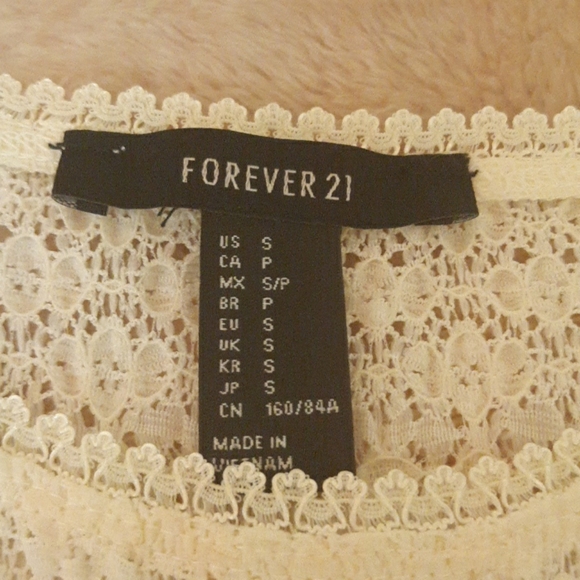 FOREVER 21
US S
CA P
MX S/P
BR P
EU S
UK S
KR S
JP S
CN 160/84A
MADE IN
VIETNAM